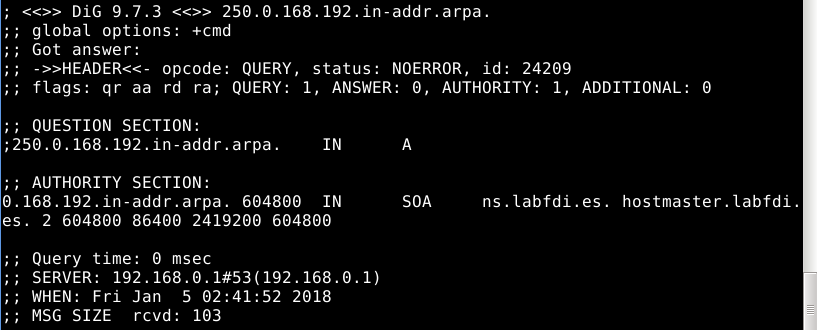 ; <<>> DiG 9.7.3 <<>> 250.0.168.192.in-addr.arpa.
;; global options: +cmd
;; Got answer:
;; ->>HEADER<<- opcode: QUERY, status: NOERROR, id: 24209
;; flags: qr aa rd ra; QUERY: 1, ANSWER: 0, AUTHORITY: 1, ADDITIONAL: 0
;; QUESTION SECTION:
;250.0.168.192.in-addr.arpa. IN A
;; AUTHORITY SECTION:
0.168.192.in-addr.arpa. 604800 IN SOA ns.labfdi.es. hostmaster.labfdi.
es. 2 604800 86400 2419200 604800
;; Query time: 0 msec
;; SERVER: 192.168.0.1#53(192.168.0.1)
;; WHEN: Fri Jan 5 02:41:52 2018
;; MSG SIZE rcvd: 103